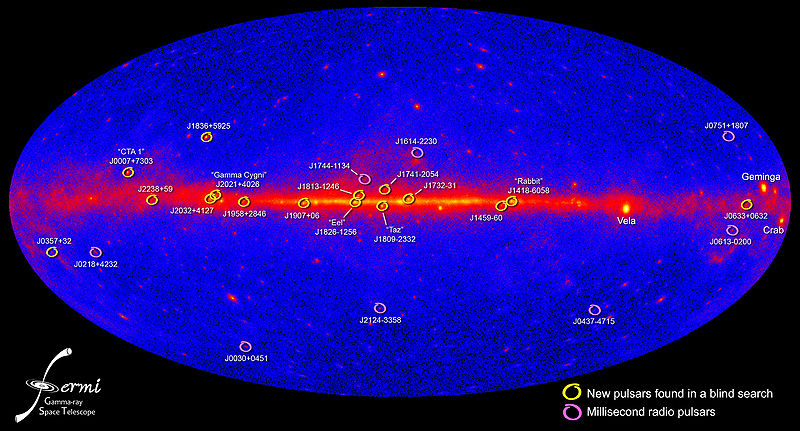 J1836+5925
J0751+1807
J1614-2230
"CTA 1"
J0007+7303
J1744-1134
J1741-2054
"Gamma Cygni"
J2021+4026
J1813-1246
J1732-31
"Rabbit"
J1418-6058
Geminga
J2238+59
J2032+4127
J1958+2846
J1907+06
"Eel"
J1826-1256
"Taz"
J1809-2332
J1459-60
Vela
J0633+0632
Crab
J0613-0200
J0357+32
J0218+4232
J2124-3358
J0437-4715
J0030+0451
Fermi
Gamma-ray
Space Telescope
New pulsars found in a blind search
Millisecond radio pulsars